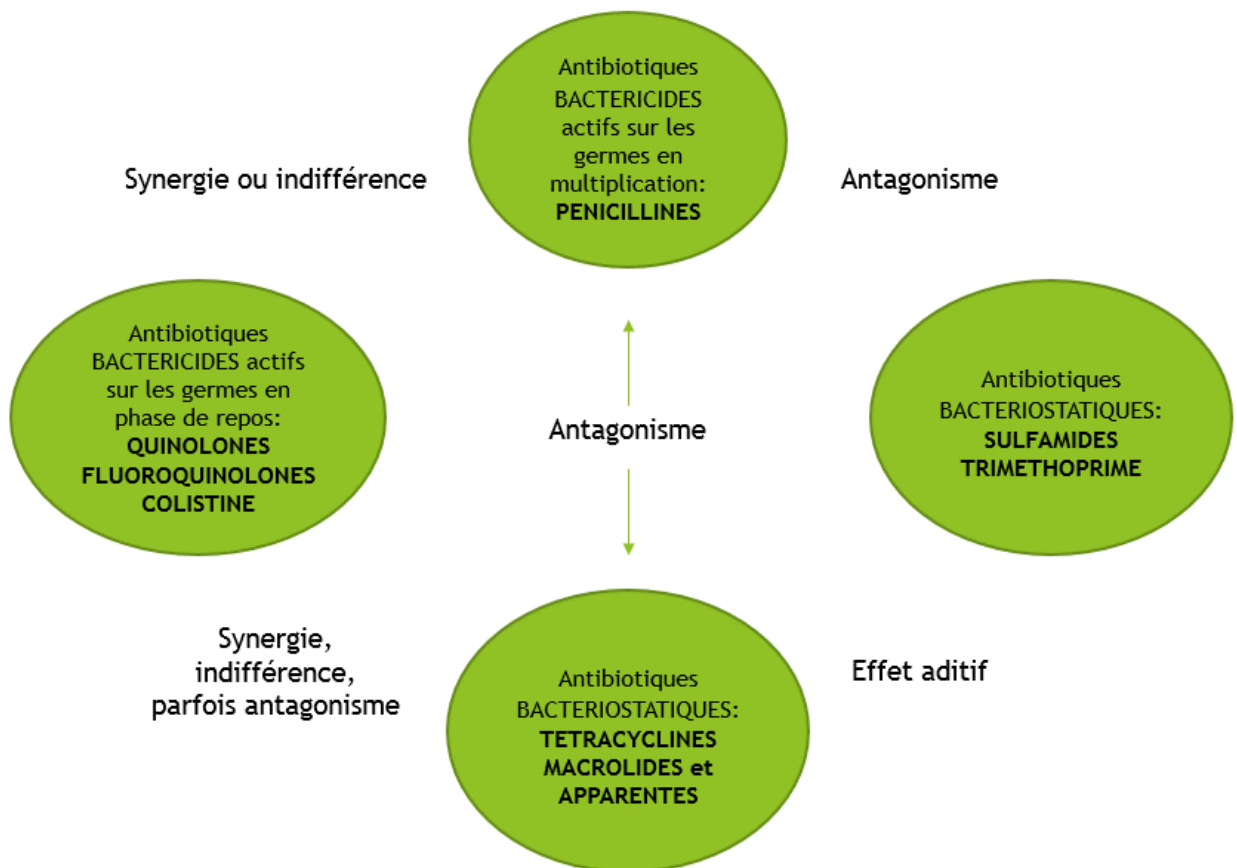 Antibiotiques
BACTERICIDES
actifs sur les
germes en
multiplication:
PENICILLINES
Synergie ou indifférence
Antagonisme
Antibiotiques
BACTERICIDES actifs
sur les germes en
phase de repos:
QUINOLONES
FLUOROQUINOLONES
COLISTINE
Antagonisme
Antibiotiques
BACTERIOSTATIQUES:
SULFAMIDES
TRIMETHOPRIME
Synergie,
indifférence,
parfois antagonisme
Antibiotiques
BACTERIOSTATIQUES:
TETRACYCLINES
MACROLIDES et
APPARENTES
Effet aditif